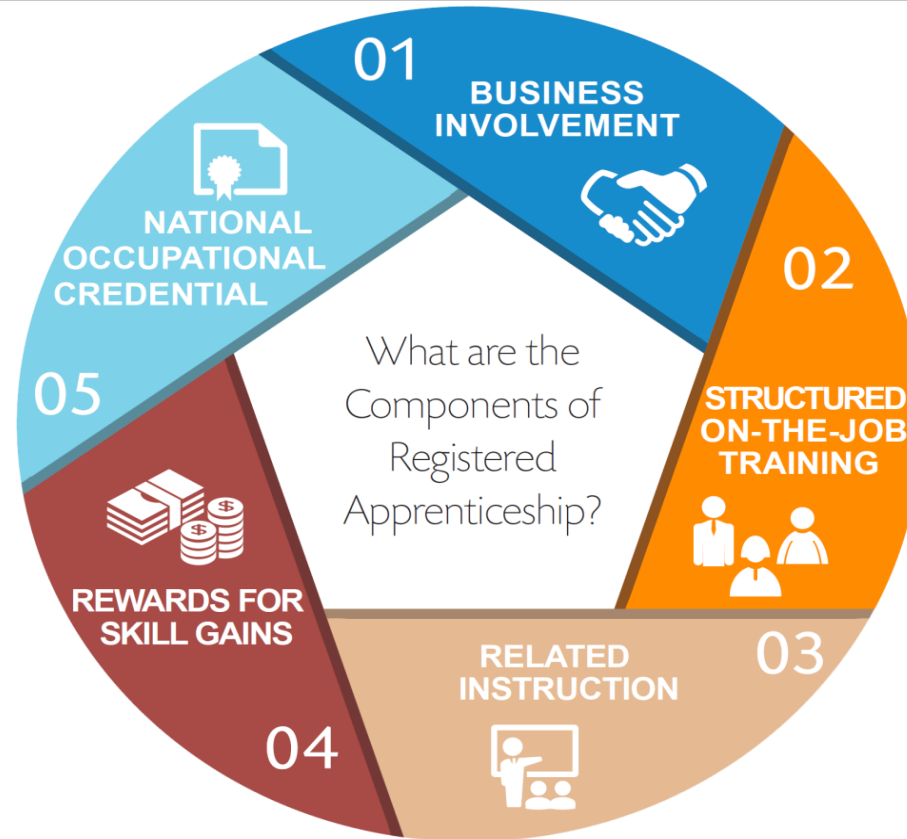 What are the
Components of
Registered
Apprenticeship?
01
BUSINESS
INVOLVEMENT
02
STRUCTURED
ON-THE-JOB
TRAINING
03
RELATED
INSTRUCTION
04
REWARDS FOR
SKILL GAINS
$
$
05
NATIONAL
OCCUPATIONAL
CREDENTIAL